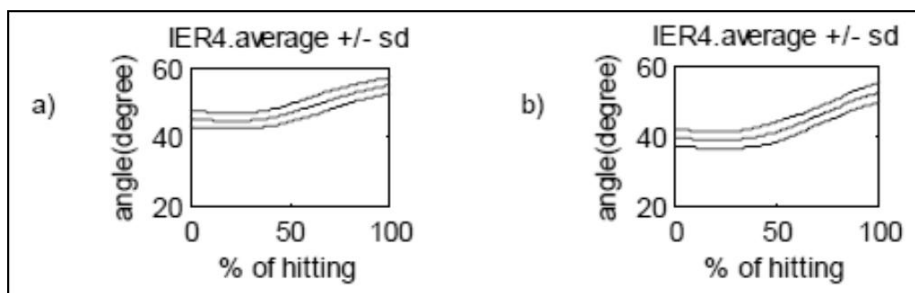 a)
IER4.average +/- sd
angle(degree)
60
40
20
0 50 100
% of hitting
b)
IER4.average +/- sd
angle(degree)
60
40
20
0 50 100
% of hitting